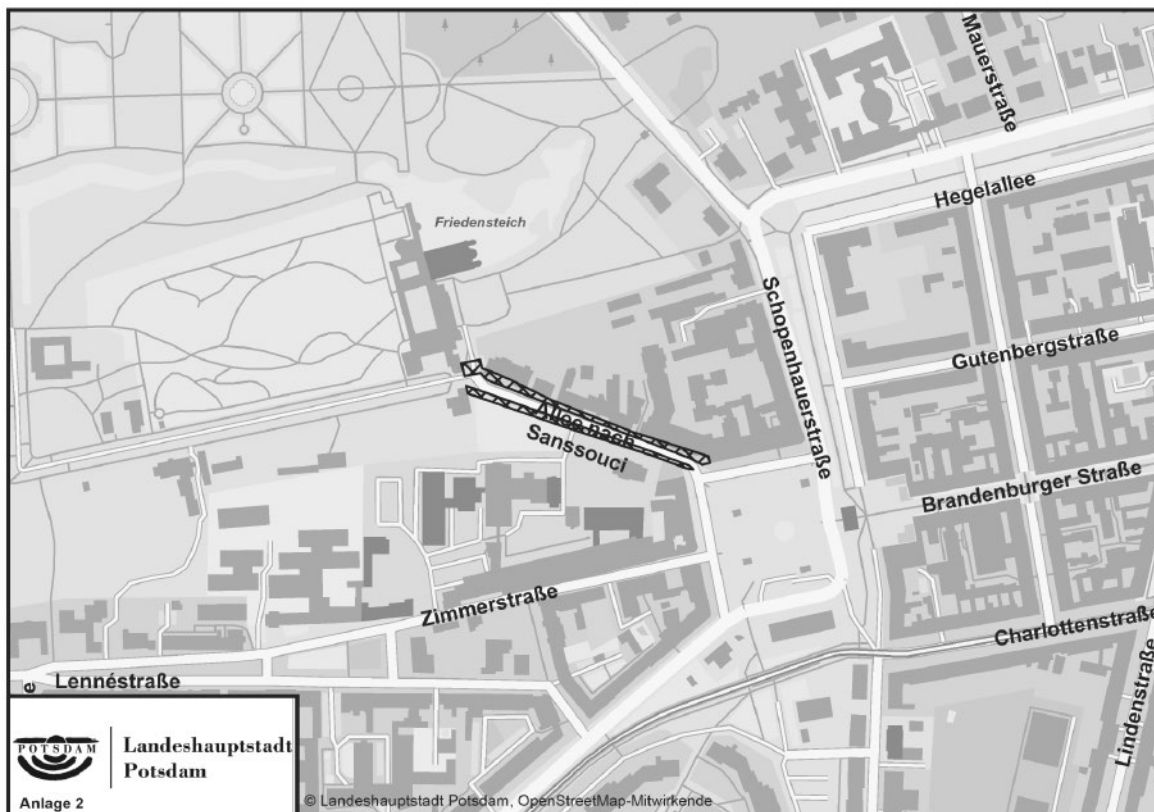 Mauerstraße
Hegelallee
Friedensteich
Schopenhauerstraße
Gutenbergstraße
Allee nach
Sanssouci
Brandenburger Straße
Zimmerstraße
Charlottenstraße
Lennéstraße
e
Lindenstraße
POTSDAM
Landeshauptstadt
Potsdam
Anlage 2
© Landeshauptstadt Potsdam, OpenStreetMap-Mitwirkende